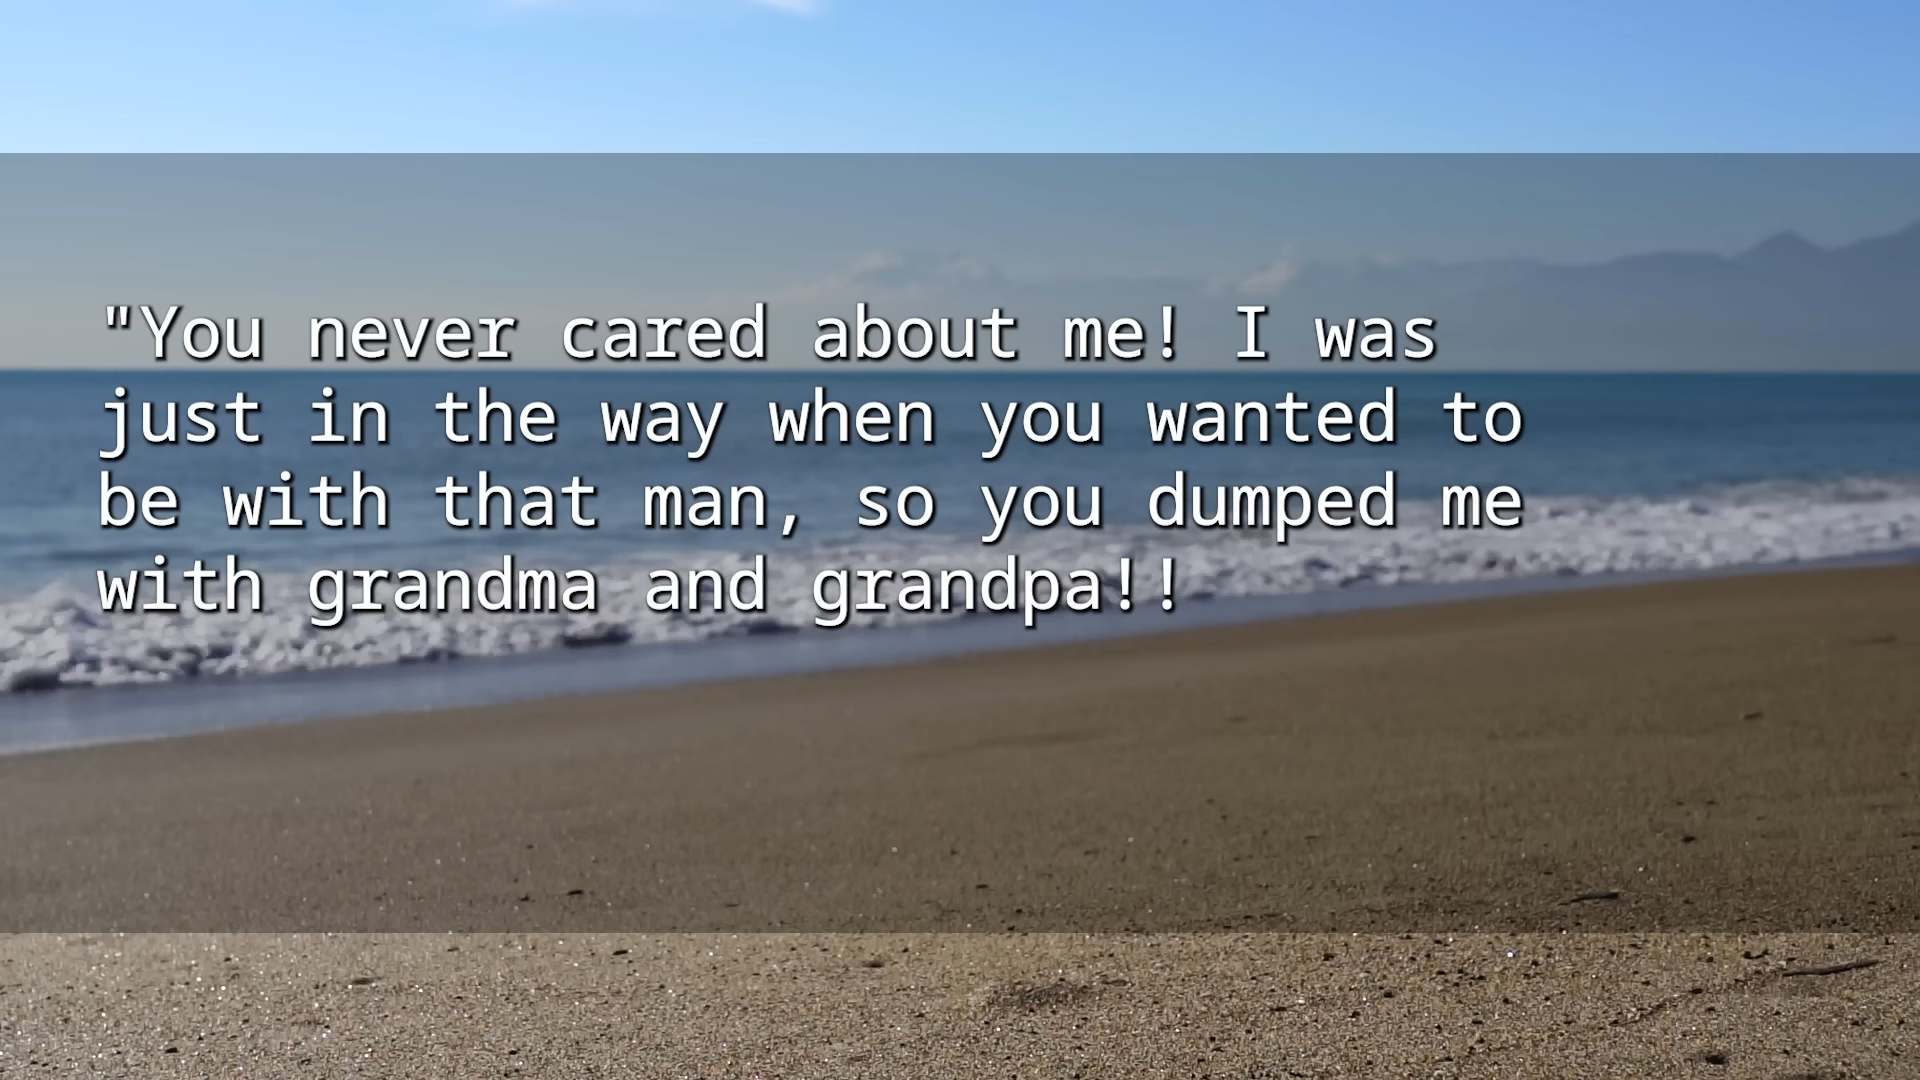 "You never cared about me! I was
just in the way when you wanted to
be with that man, so you dumped me
with grandma and grandpa!!